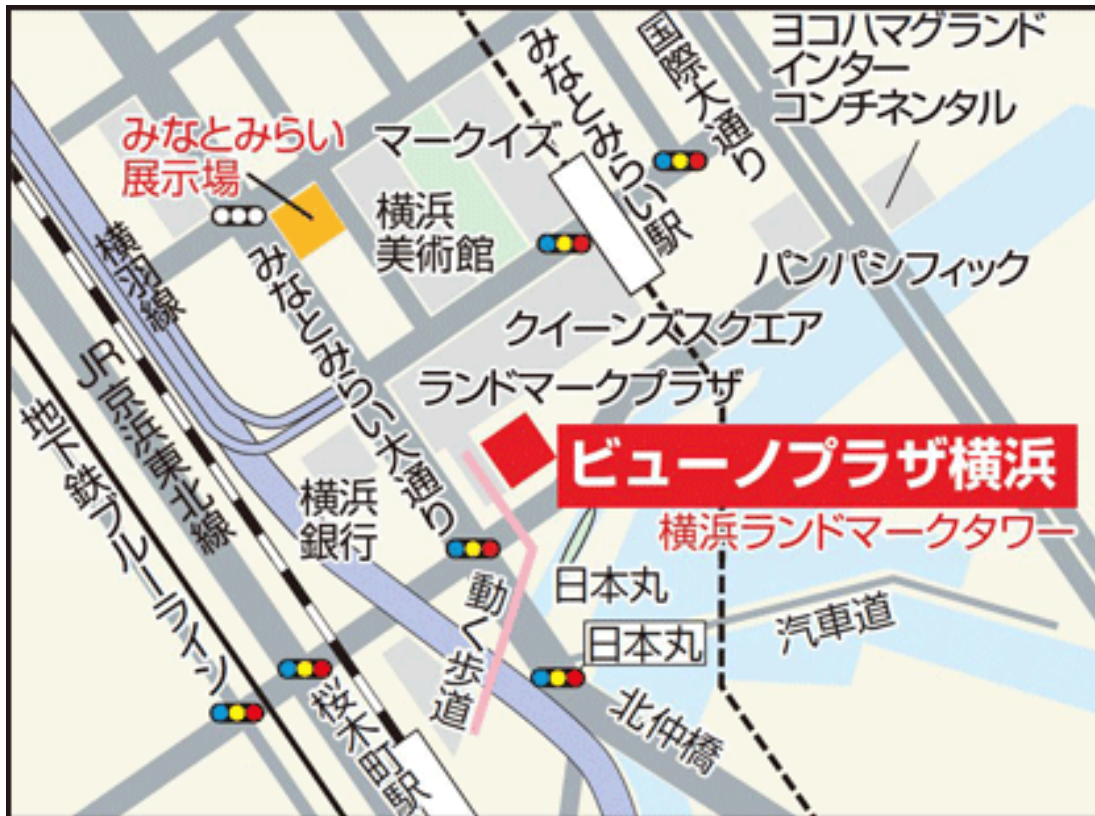 ヨコハマグランド
インター
コンチネンタル
国際大通り
みなとみらい駅
みなとみらい
展示場
マークイズ
横浜
美術館
横羽線
パンパシフィック
クイーンズスクエア
みなとみらい大通り
ランドマークプラザ
JR京浜東北線
地下鉄ブルーライン
ビューノプラザ横浜
横浜ランドマークタワー
横浜
銀行
日本丸
動く歩道
日本丸
汽車道
北仲橋
桜木町駅